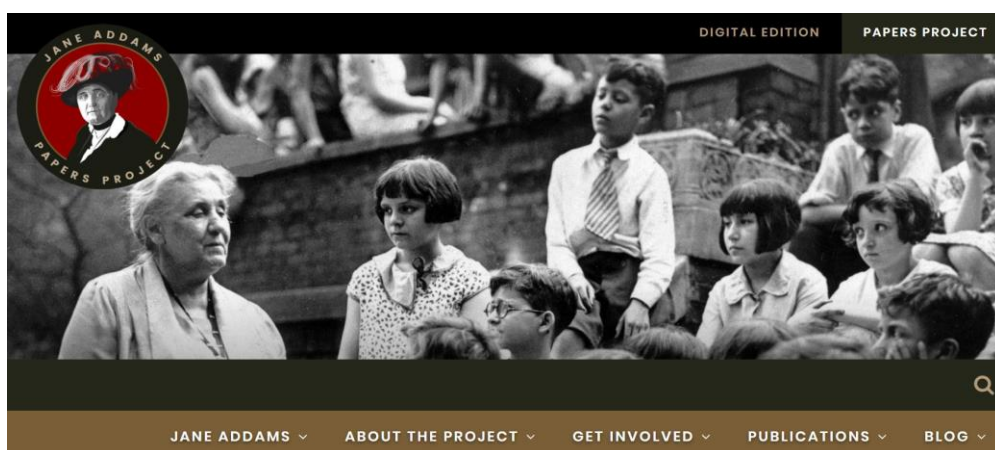 DIGITAL EDITION PAPERS PROJECT
JANE ADDAMS
PAPERS PROJECT
JANE ADDAMS ABOUT THE PROJECT GET INVOLVED PUBLICATIONS BLOG